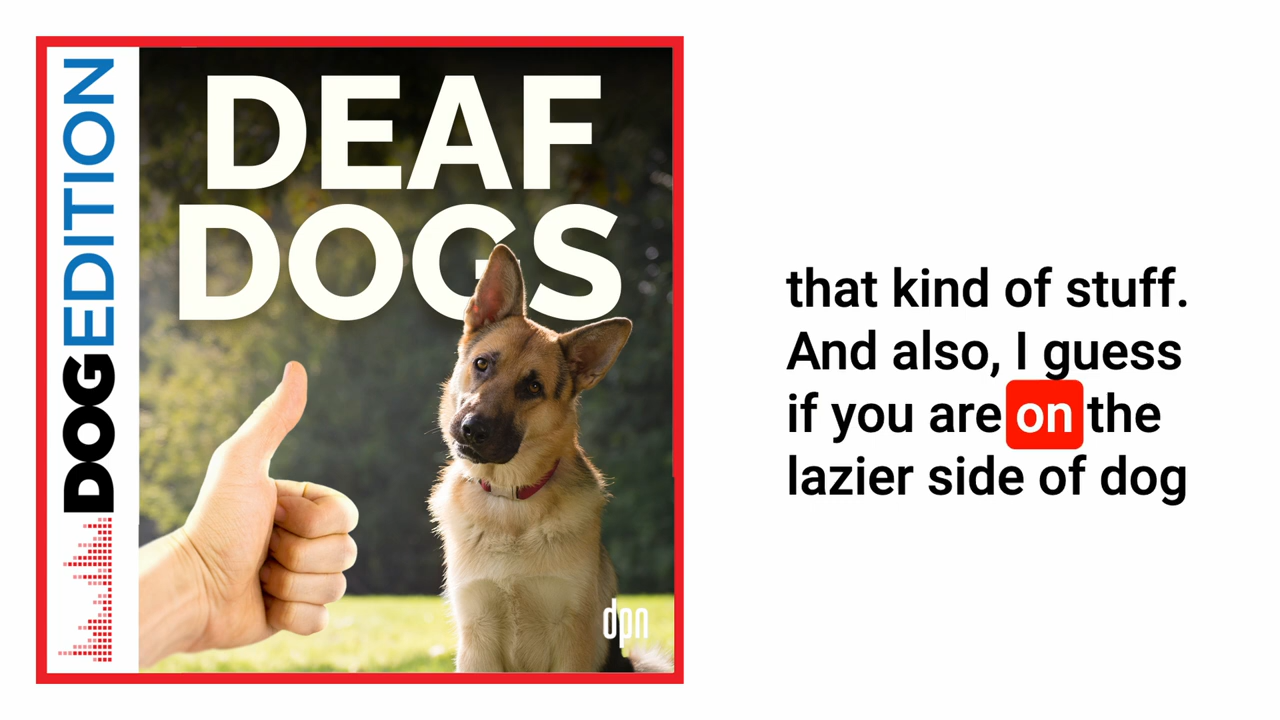 DOGEDITION
DEAF
DOGS
dpn
that kind of stuff.
And also, I guess
if you are on the
lazier side of dog